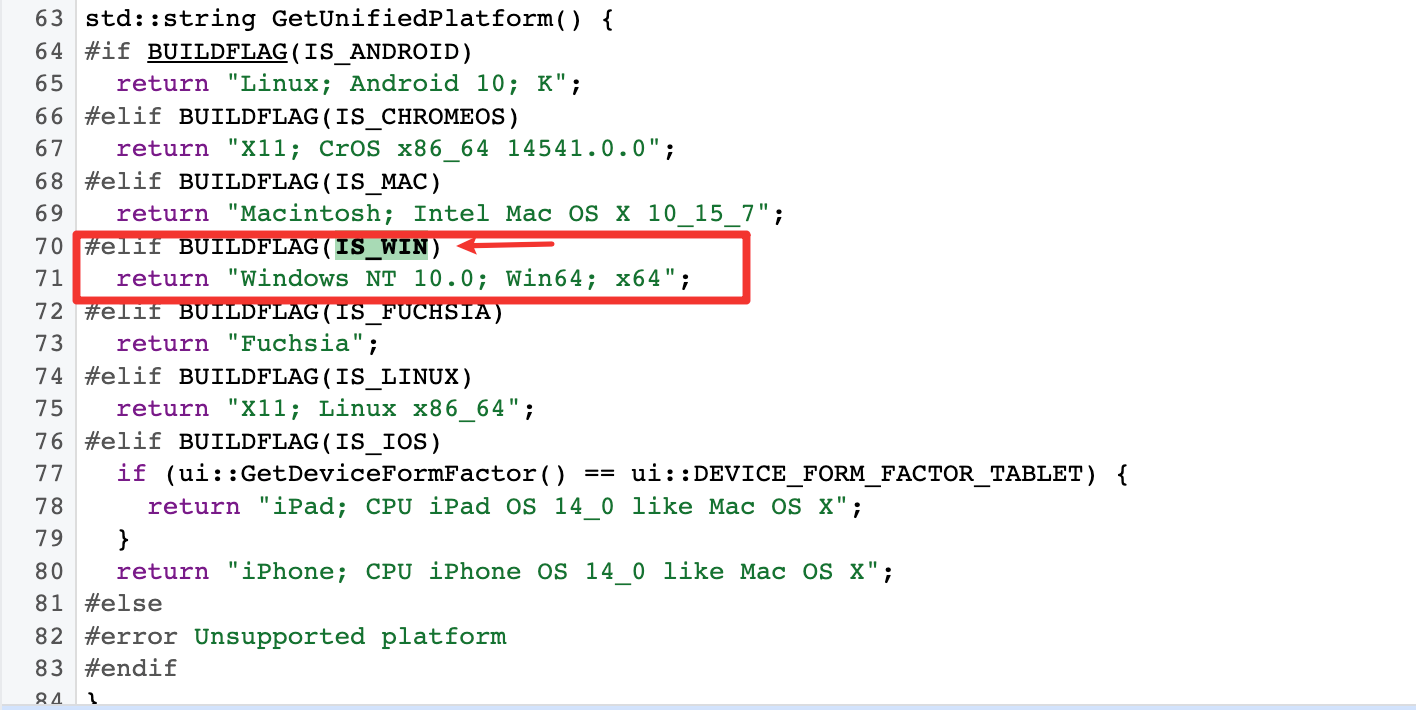 63 std::string GetUnifiedPlatform() {
64 #if BUILDFLAG(IS_ANDROID)
65   return "Linux; Android 10; K";
66 #elif BUILDFLAG(IS_CHROMEOS)
67   return "X11; CrOS x86_64 14541.0.0";
68 #elif BUILDFLAG(IS_MAC)
69   return "Macintosh; Intel Mac OS X 10_15_7";
70 #elif BUILDFLAG(IS_WIN)
71   return "Windows NT 10.0; Win64; x64";
72 #elif BUILDFLAG(IS_FUCHSIA)
73   return "Fuchsia";
74 #elif BUILDFLAG(IS_LINUX)
75   return "X11; Linux x86_64";
76 #elif BUILDFLAG(IS_IOS)
77   if (ui::GetDeviceFormFactor() == ui::DEVICE_FORM_FACTOR_TABLET) {
78     return "iPad; CPU iPad OS 14_0 like Mac OS X";
79   }
80   return "iPhone; CPU iPhone OS 14_0 like Mac OS X";
81 #else
82 #error Unsupported platform
83 #endif
84 }